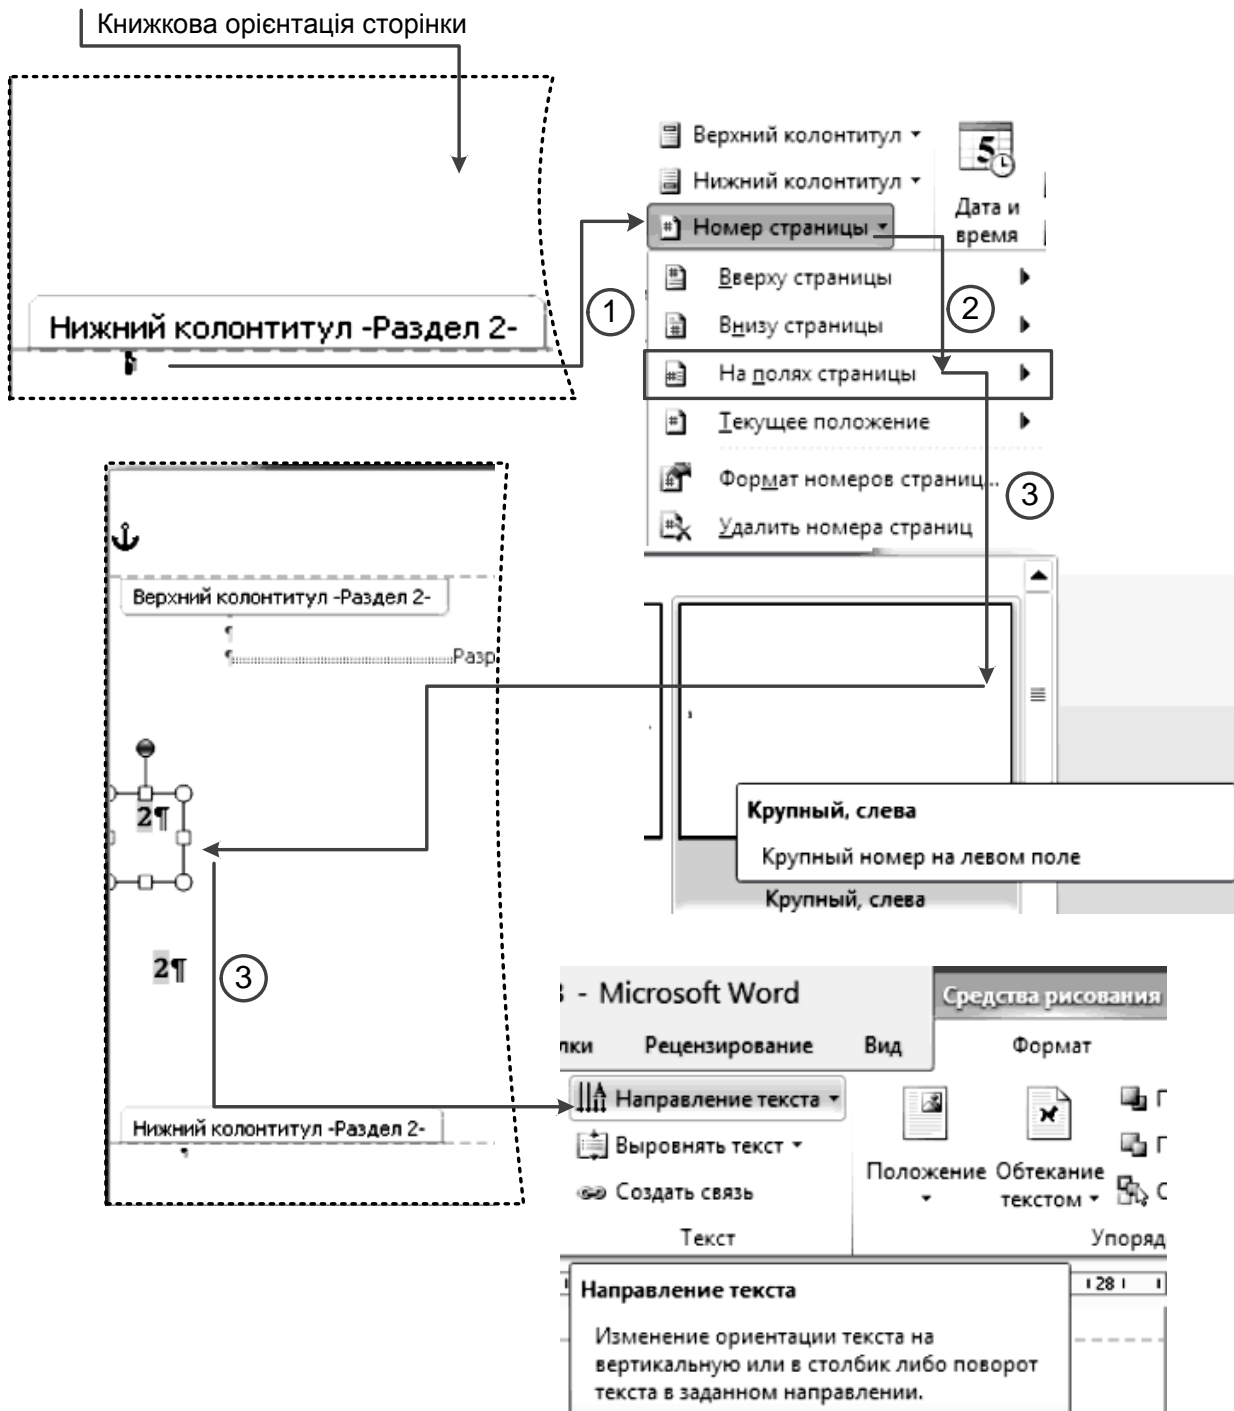 Книжкова орієнтація сторінки
Верхний колонтитул
Нижний колонтитул
Номер страницы
5
Дата и
время
Вверху страницы
Внизу страницы
На полях страницы
Текущее положение
Формат номеров страниц...
Удалить номера страниц
1
2
3
Нижний колонтитул -Раздел 2-
Верхний колонтитул -Раздел 2-
¶
¶Разр
2¶
2¶
3
Нижний колонтитул -Раздел 2-
¶
Крупный, слева
Крупный номер на левом поле
Крупный, слева
- Microsoft Word
Средства рисования
лки Рецензирование Вид Формат
Направление текста
Выровнять текст
Создать связь
Текст
Положение
Обтекание
текстом
П
П
С
Упоряд
28
Направление текста
Изменение ориентации текста на
вертикальную или в столбик либо поворот
текста в заданном направлении.